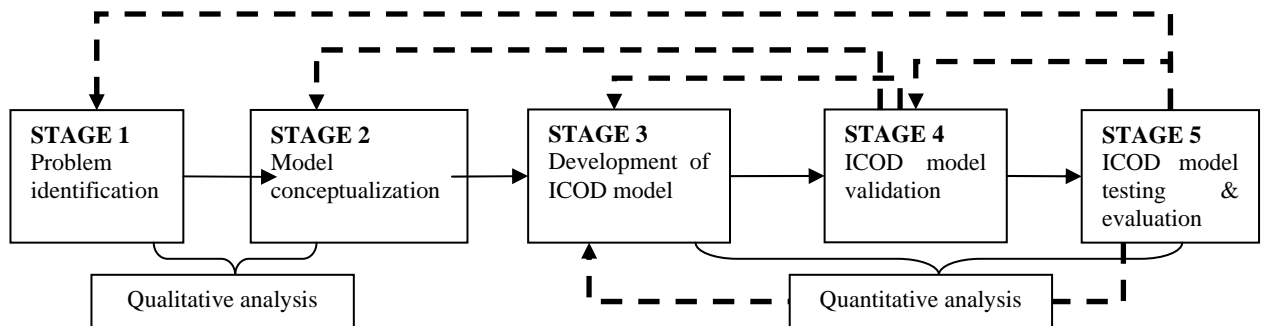 STAGE 1
Problem
identification
STAGE 2
Model
conceptualization
STAGE 3
Development of
ICOD model
STAGE 4
ICOD model
validation
STAGE 5
ICOD model
testing &
evaluation
Qualitative analysis
Quantitative analysis